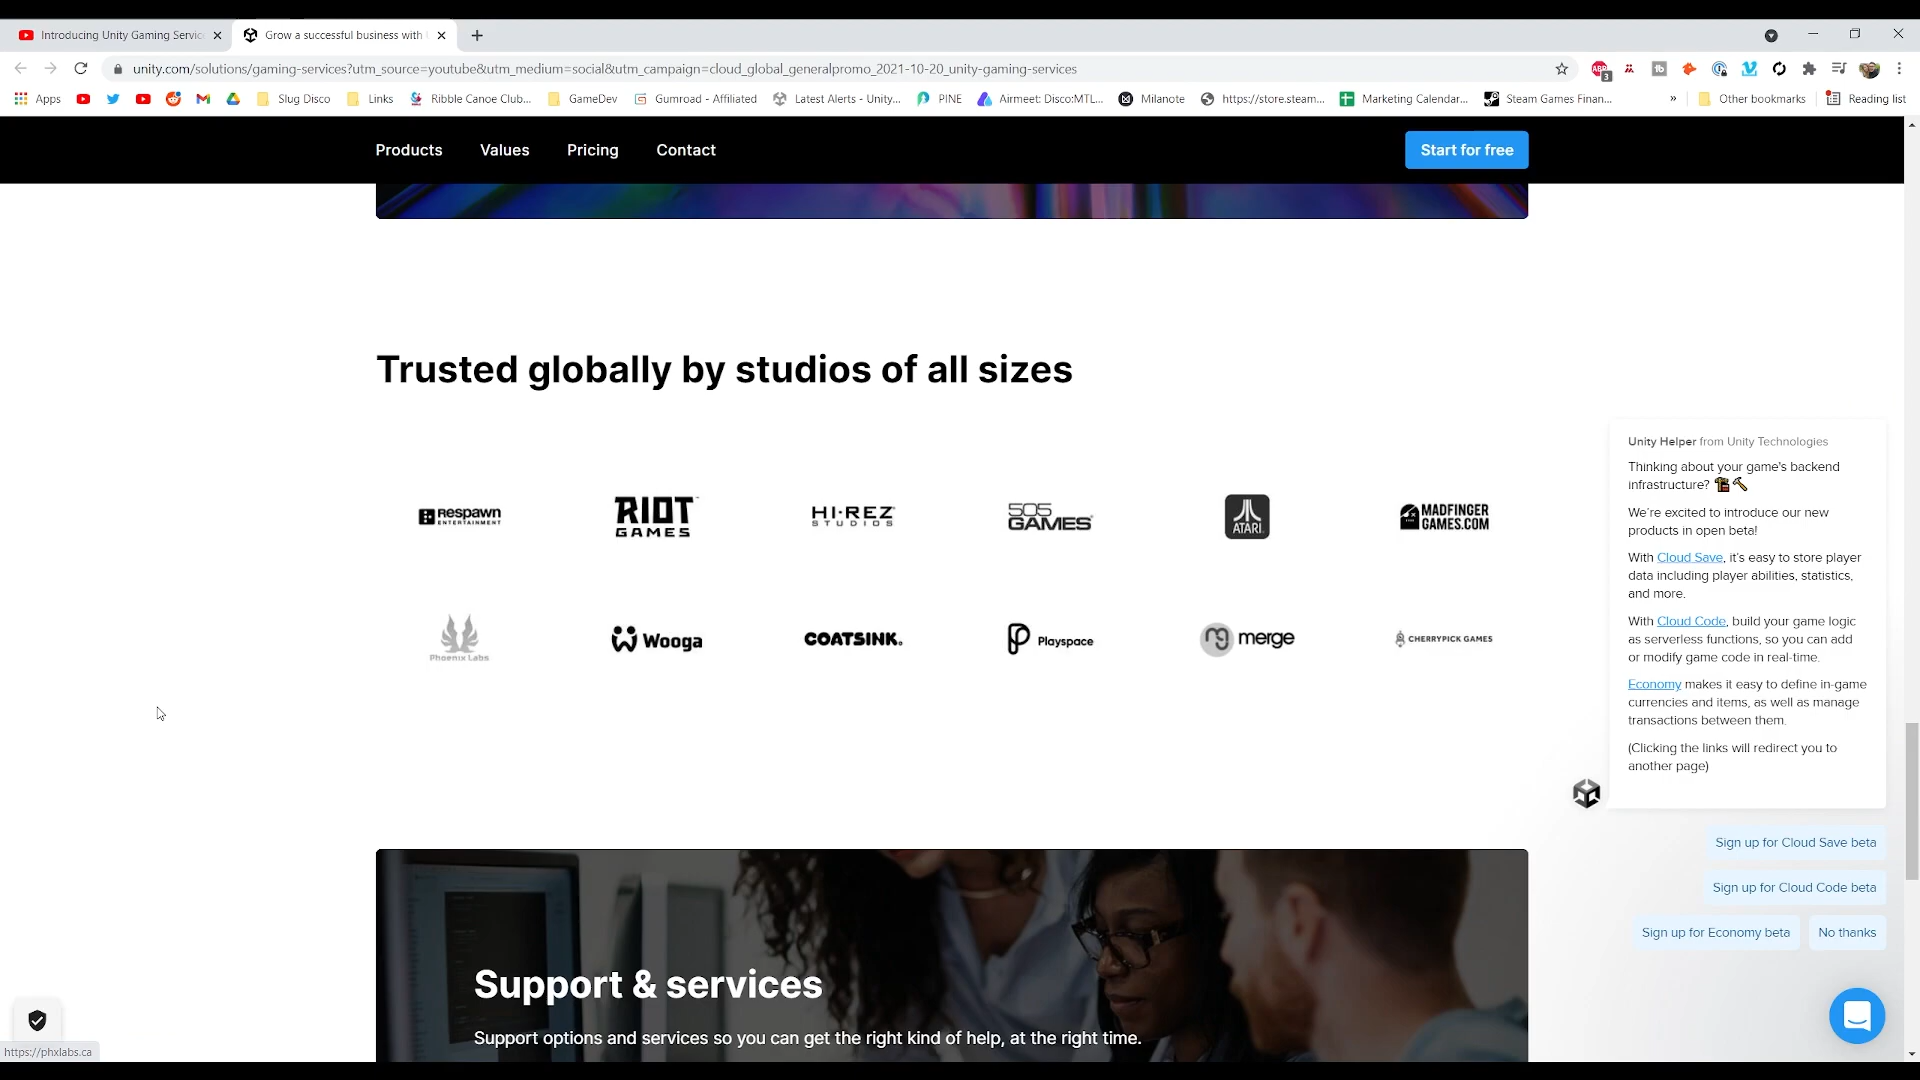 Introducing Unity Gaming Servic
Grow a successful business with
unity.com/solutions/gaming-services?utm_source=youtube&utm_medium=social&utm_campaign=cloud_global_generalpromo_2021-10-20_unity-gaming-services
ABP
3
tb
Apps
Slug Disco
Links
Ribble Canoe Club...
GameDev
Gumroad - Affiliated
Latest Alerts - Unity...
PINE
Airmeet: Disco:MTL...
Milanote
https://store.steam...
Marketing Calendar...
Steam Games Finan...
»
Other bookmarks
Reading list
Products
Values
Pricing
Contact
Start for free
Trusted globally by studios of all sizes
RESPAWN
ENTERTAINMENT
RIOT
GAMES
HI-REZ
STUDIOS
505
GAMES
ATARI
MADFINGER
GAMES.COM
Phoenix Labs
Wooga
COATSINK
Playspace
merge
CHERRYPICK GAMES
Unity Helper from Unity Technologies
Thinking about your game's backend
infrastructure?
We're excited to introduce our new
products in open beta!
With Cloud Save, it's easy to store player
data including player abilities, statistics,
and more.
With Cloud Code, build your game logic
as serverless functions, so you can add
or modify game code in real-time.
Economy makes it easy to define in-game
currencies and items, as well as manage
transactions between them.
(Clicking the links will redirect you to
another page)
Sign up for Cloud Save beta
Sign up for Cloud Code beta
Sign up for Economy beta
No thanks
Support & services
Support options and services so you can get the right kind of help, at the right time.
https://phxlabs.ca